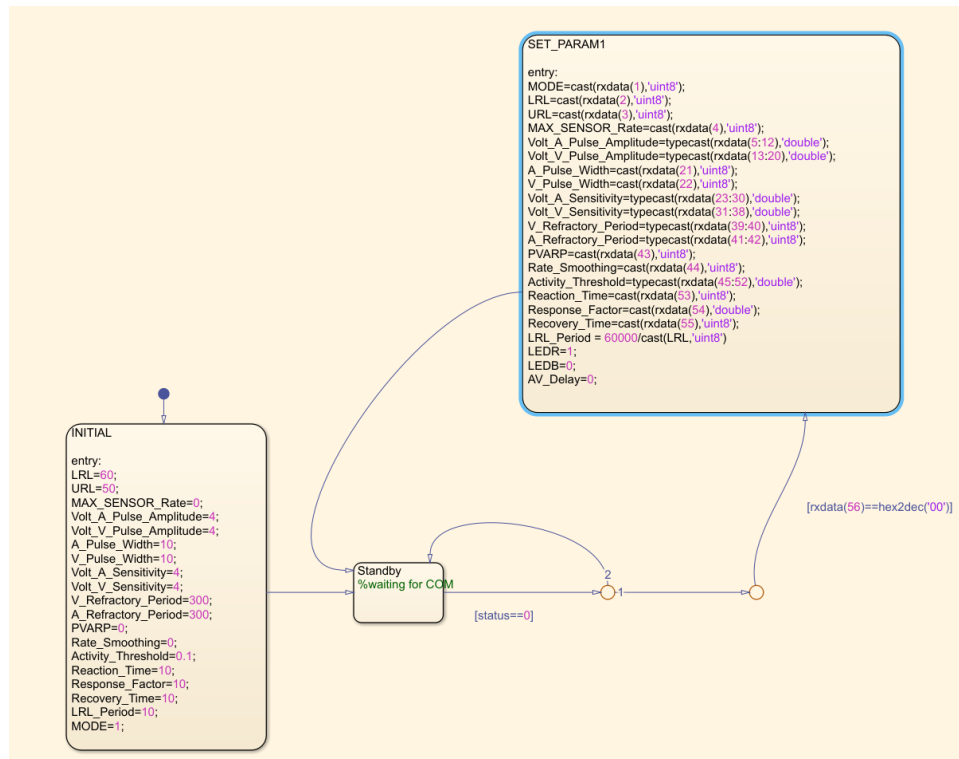 SET_PARAM1
entry:
MODE=cast(rxdata(1),'uint8');
LRL=cast(rxdata(2),'uint8');
URL=cast(rxdata(3),'uint8');
MAX_SENSOR_Rate=cast(rxdata(4),'uint8');
Volt_A_Pulse_Amplitude=typecast(rxdata(5:12),'double');
Volt_V_Pulse_Amplitude=typecast(rxdata(13:20),'double');
A_Pulse_Width=cast(rxdata(21),'uint8');
V_Pulse_Width=cast(rxdata(22),'uint8');
Volt_A_Sensitivity=typecast(rxdata(23:30),'double');
Volt_V_Sensitivity=typecast(rxdata(31:38),'double');
V_Refractory_Period=typecast(rxdata(39:40),'uint8');
A_Refractory_Period=typecast(rxdata(41:42),'uint8');
PVARP=cast(rxdata(43),'uint8');
Rate_Smoothing=cast(rxdata(44),'uint8');
Activity_Threshold=typecast(rxdata(45:52),'double');
Reaction_Time=cast(rxdata(53),'uint8');
Response_Factor=cast(rxdata(54),'double');
Recovery_Time=cast(rxdata(55),'uint8');
LRL_Period = 60000/cast(LRL,'uint8')
LEDR=1;
LEDB=0;
AV_Delay=0;
INITIAL
entry:
LRL=60;
URL=50;
MAX_SENSOR_Rate=0;
Volt_A_Pulse_Amplitude=4;
Volt_V_Pulse_Amplitude=4;
A_Pulse_Width=10;
V_Pulse_Width=10;
Volt_A_Sensitivity=4;
Volt_V_Sensitivity=4;
V_Refractory_Period=300;
A_Refractory_Period=300;
PVARP=0;
Rate_Smoothing=0;
Activity_Threshold=0.1;
Reaction_Time=10;
Response_Factor=10;
Recovery_Time=10;
LRL_Period=10;
MODE=1;
Standby
%waiting for COM
[status==0]
2
1
[rxdata(56)==hex2dec('00')]